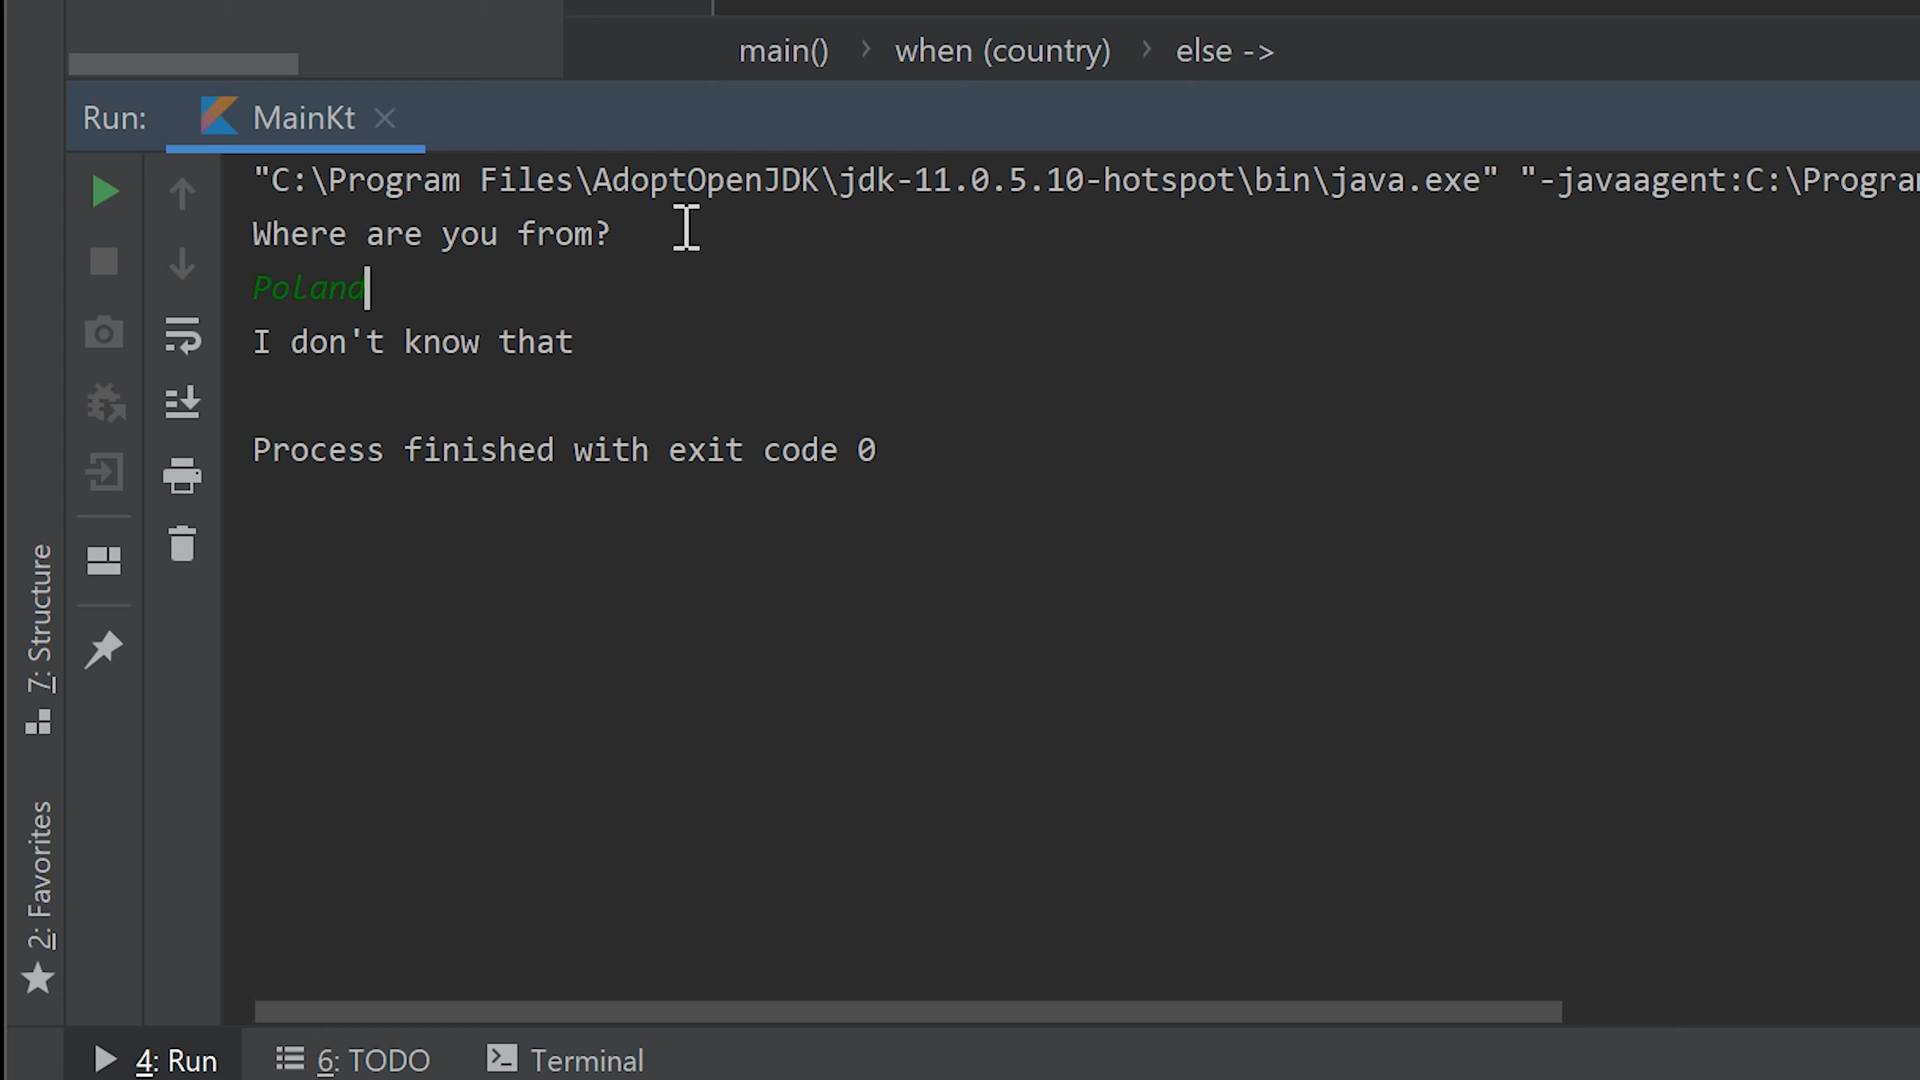 main() › when (country) › else ->
Run: MainKt
"C:\Program Files\AdoptOpenJDK\jdk-11.0.5.10-hotspot\bin\java.exe" "-javaagent:C:\Program
Where are you from?
Poland
I don't know that
Process finished with exit code 0
7: Structure
2: Favorites
4: Run 6: TODO Terminal